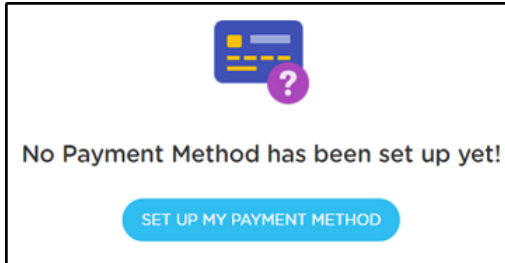 ?
No Payment Method has been set up yet!
SET UP MY PAYMENT METHOD